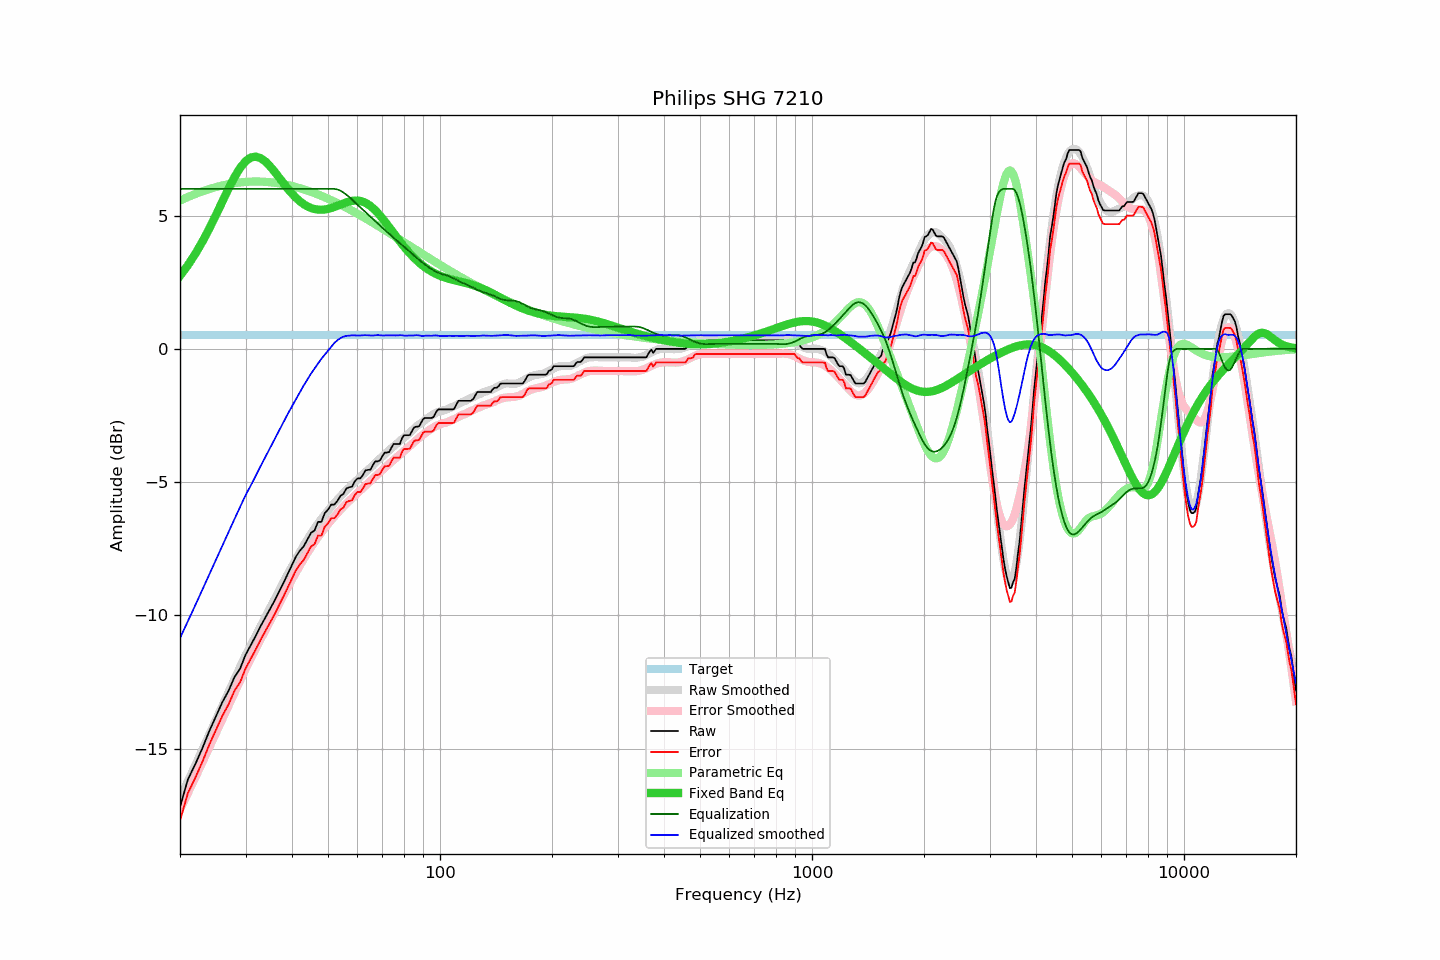 Philips SHG 7210
Amplitude (dBr)
5
0
−5
−10
−15
Target
Raw Smoothed
Error Smoothed
Raw
Error
Parametric Eq
Fixed Band Eq
Equalization
Equalized smoothed
100 1000 10000
Frequency (Hz)